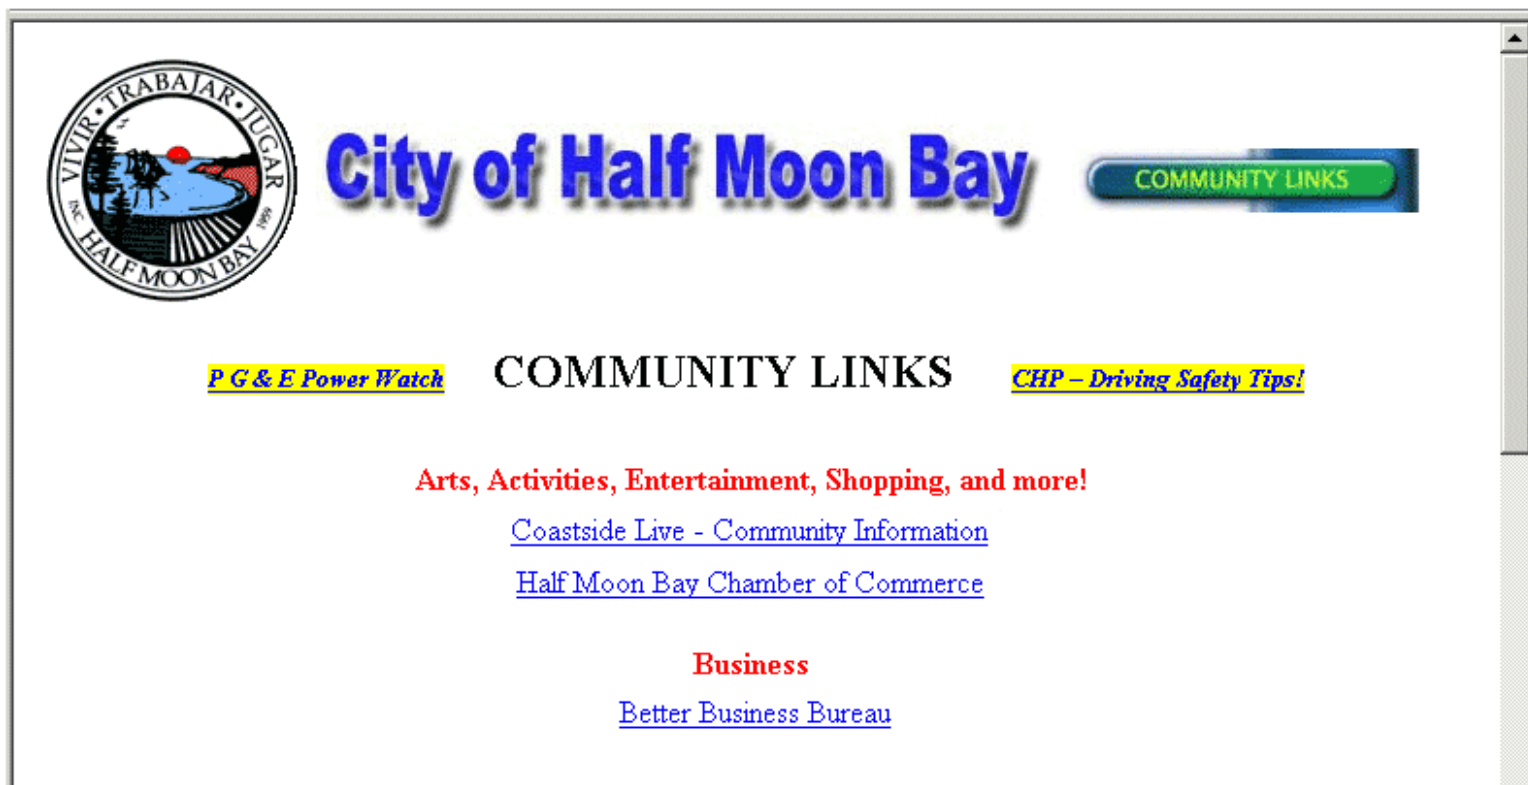 VIVIR · TRABAJAR · JUGAR
INC HALF MOON BAY 1959
City of Half Moon Bay
COMMUNITY LINKS
P G & E Power Watch
COMMUNITY LINKS
CHP – Driving Safety Tips!
Arts, Activities, Entertainment, Shopping, and more!
Coastside Live - Community Information
Half Moon Bay Chamber of Commerce
Business
Better Business Bureau